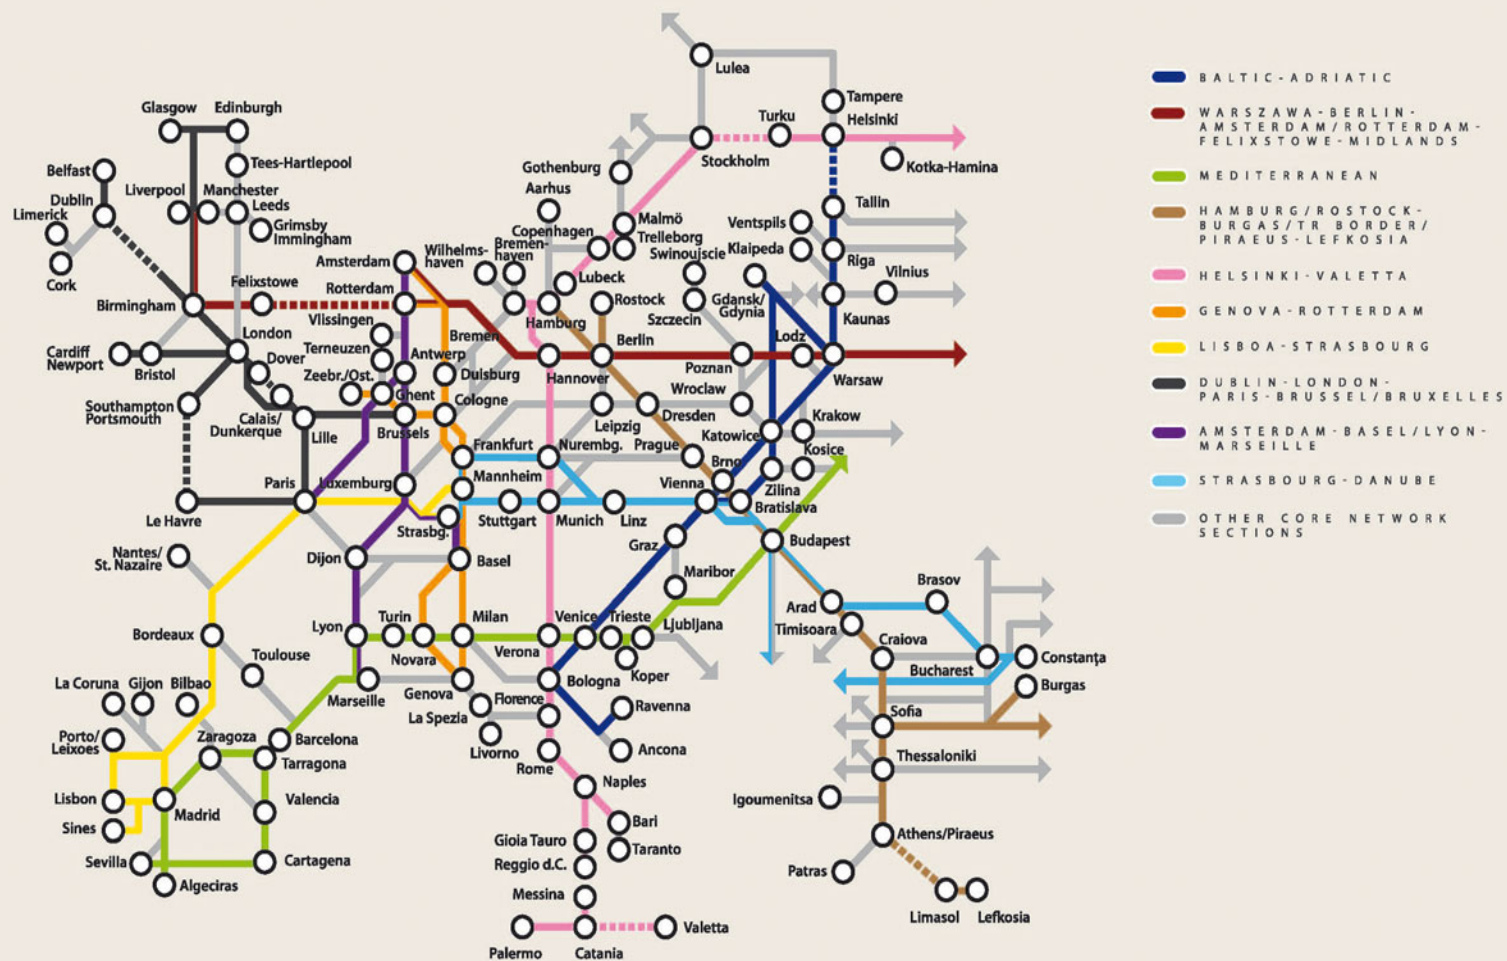 Lulea
Tampere
Glasgow
Edinburgh
Turku
Helsinki
Stockholm
Kotka-Hamina
Belfast
Tees-Hartlepool
Gothenburg
Dublin
Liverpool
Manchester
Aarhus
Limerick
Leeds
Tallin
Grimsby
Immingham
Malmö
Ventspils
Copenhagen
Trelleborg
Wilhelms-
haven
Bremen-
haven
Klaipeda
Swinoujscie
Amsterdam
Riga
Cork
Vilnius
Felixstowe
Rotterdam
Lubeck
Rostock
Gdansk/
Gdynia
Birmingham
Vlissingen
Hamburg
Szczecin
Kaunas
London
Bremen
Berlin
Lodz
Terneuzen
Cardiff
Newport
Dover
Antwerp
Bristol
Zeebr./Ost.
Duisburg
Hannover
Poznan
Warsaw
Wroclaw
Ghent
Southampton
Portsmouth
Calais/
Dunkerque
Cologne
Leipzig
Dresden
Krakow
Lille
Brussels
Katowice
Frankfurt
Nurembg.
Prague
Kosice
Brno
Mannheim
Paris
Luxemburg
Vienna
Zilina
Bratislava
Le Havre
Strasbg.
Stuttgart
Munich
Linz
Graz
Budapest
Nantes/
St. Nazaire
Dijon
Basel
Maribor
Brasov
Arad
Lyon
Turin
Milan
Venice
Trieste
Ljubljana
Timisoara
Bordeaux
Craiova
Toulouse
Novara
Verona
Constanţa
Koper
Bucharest
La Coruna
Gijon
Bilbao
Marseille
Genova
Florence
Bologna
Burgas
La Spezia
Ravenna
Sofia
Porto/
Leixoes
Zaragoza
Barcelona
Livorno
Ancona
Tarragona
Rome
Thessaloniki
Naples
Lisbon
Valencia
Igoumenitsa
Madrid
Sines
Bari
Gioia Tauro
Athens/Piraeus
Taranto
Sevilla
Cartagena
Reggio d.C.
Patras
Algeciras
Messina
Limasol
Lefkosia
Valetta
Palermo
Catania
BALTIC-ADRIATIC
WARSZAWA-BERLIN-
AMSTERDAM/ROTTERDAM-
FELIXSTOWE-MIDLANDS
MEDITERRANEAN
HAMBURG/ROSTOCK-
BURGAS/TR BORDER/
PIRAEUS-LEFKOSIA
HELSINKI-VALETTA
GENOVA-ROTTERDAM
LISBOA-STRASBOURG
DUBLIN-LONDON-
PARIS-BRUSSEL/BRUXELLES
AMSTERDAM-BASEL/LYON-
MARSEILLE
STRASBOURG-DANUBE
OTHER CORE NETWORK
SECTIONS